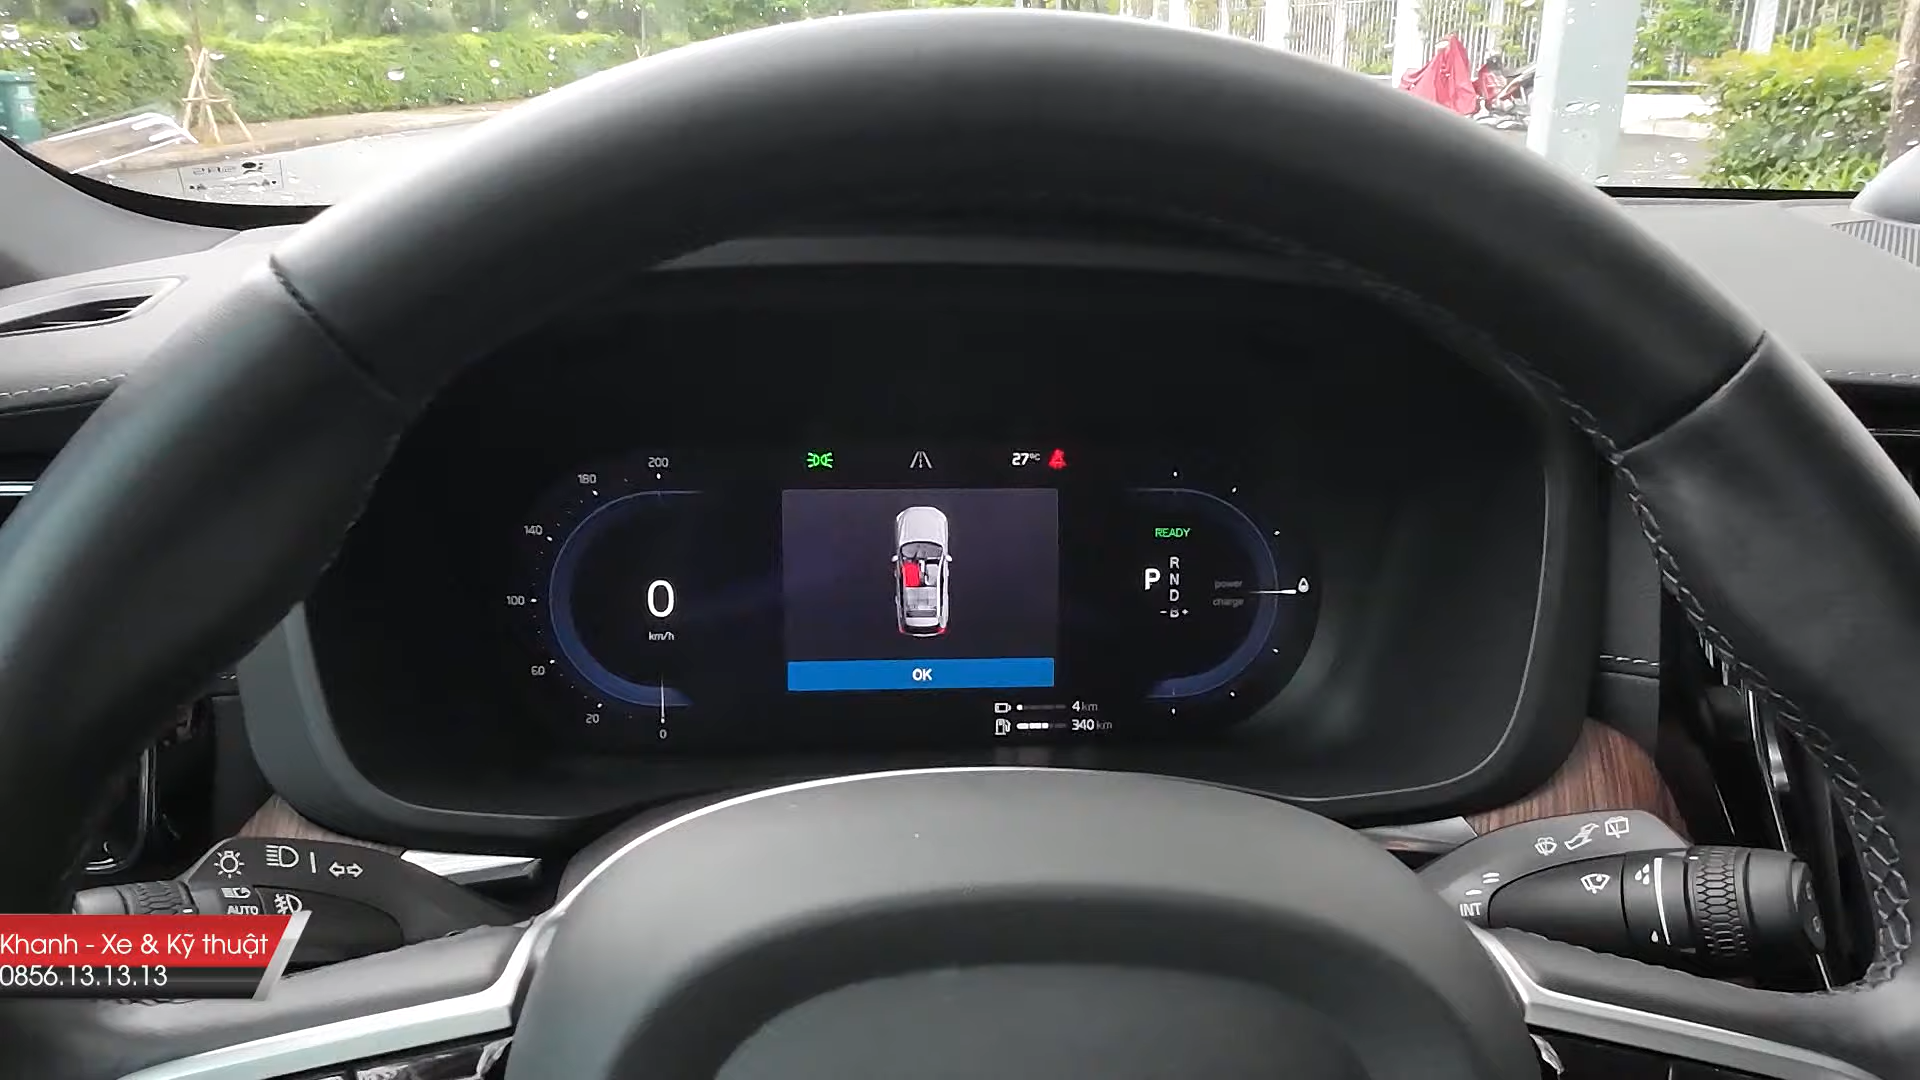 200
180
140
100
60
20
0
0
km/h
27°C
OK
4 km
340 km
READY
P
R
N
D
- B +
power
charge
AUTO
INT
Khanh - Xe & Kỹ thuật
0856.13.13.13